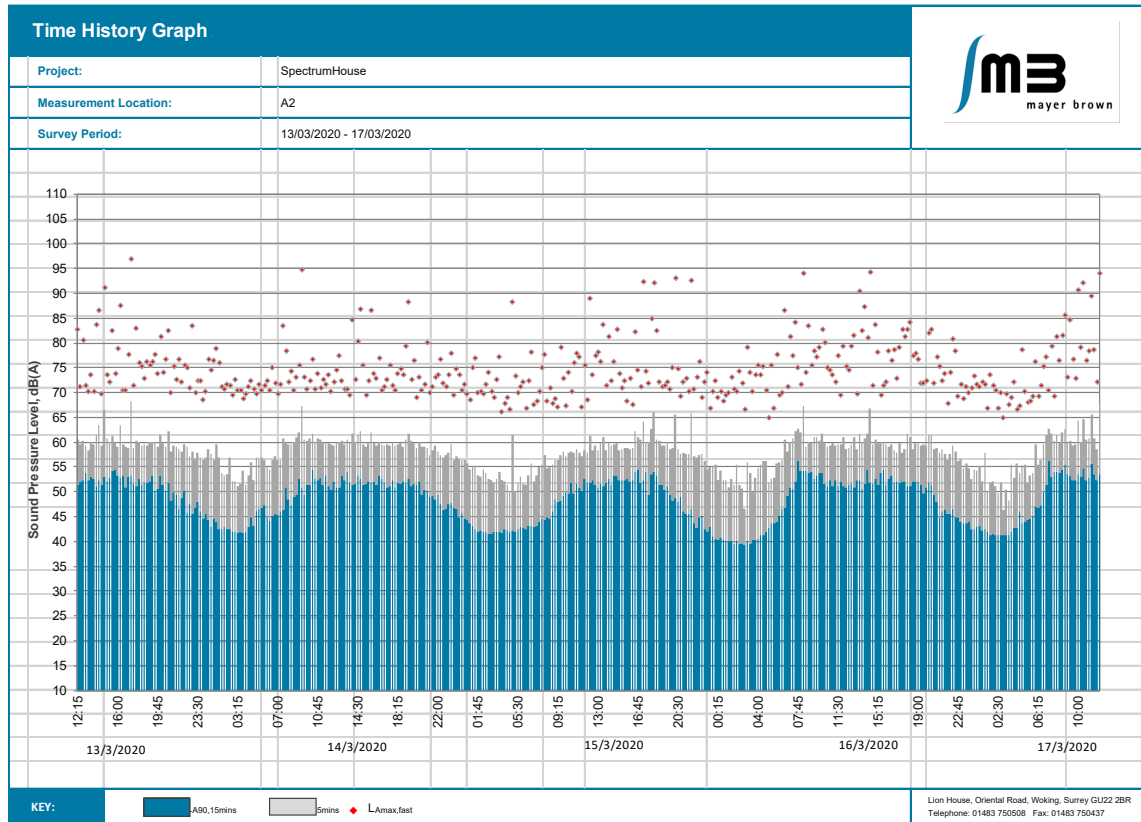 Time History Graph
Project: SpectrumHouse
Measurement Location: A2
Survey Period: 13/03/2020 - 17/03/2020
m3
mayer brown
Sound Pressure Level, dB(A)
110
105
100
95
90
85
80
75
70
65
60
55
50
45
40
35
30
25
20
15
10
12:15 16:00 19:45 23:30 03:15 07:00 10:45 14:30 18:15 22:00 01:45 05:30 09:15 13:00 16:45 20:30 00:15 04:00 07:45 11:30 15:15 19:00 22:45 02:30 06:15 10:00
13/3/2020 14/3/2020 15/3/2020 16/3/2020 17/3/2020
KEY: A90,15mins 5mins LAmax,fast
Lion House, Oriental Road, Woking, Surrey GU22 2BR
Telephone: 01483 750508 Fax: 01483 750437